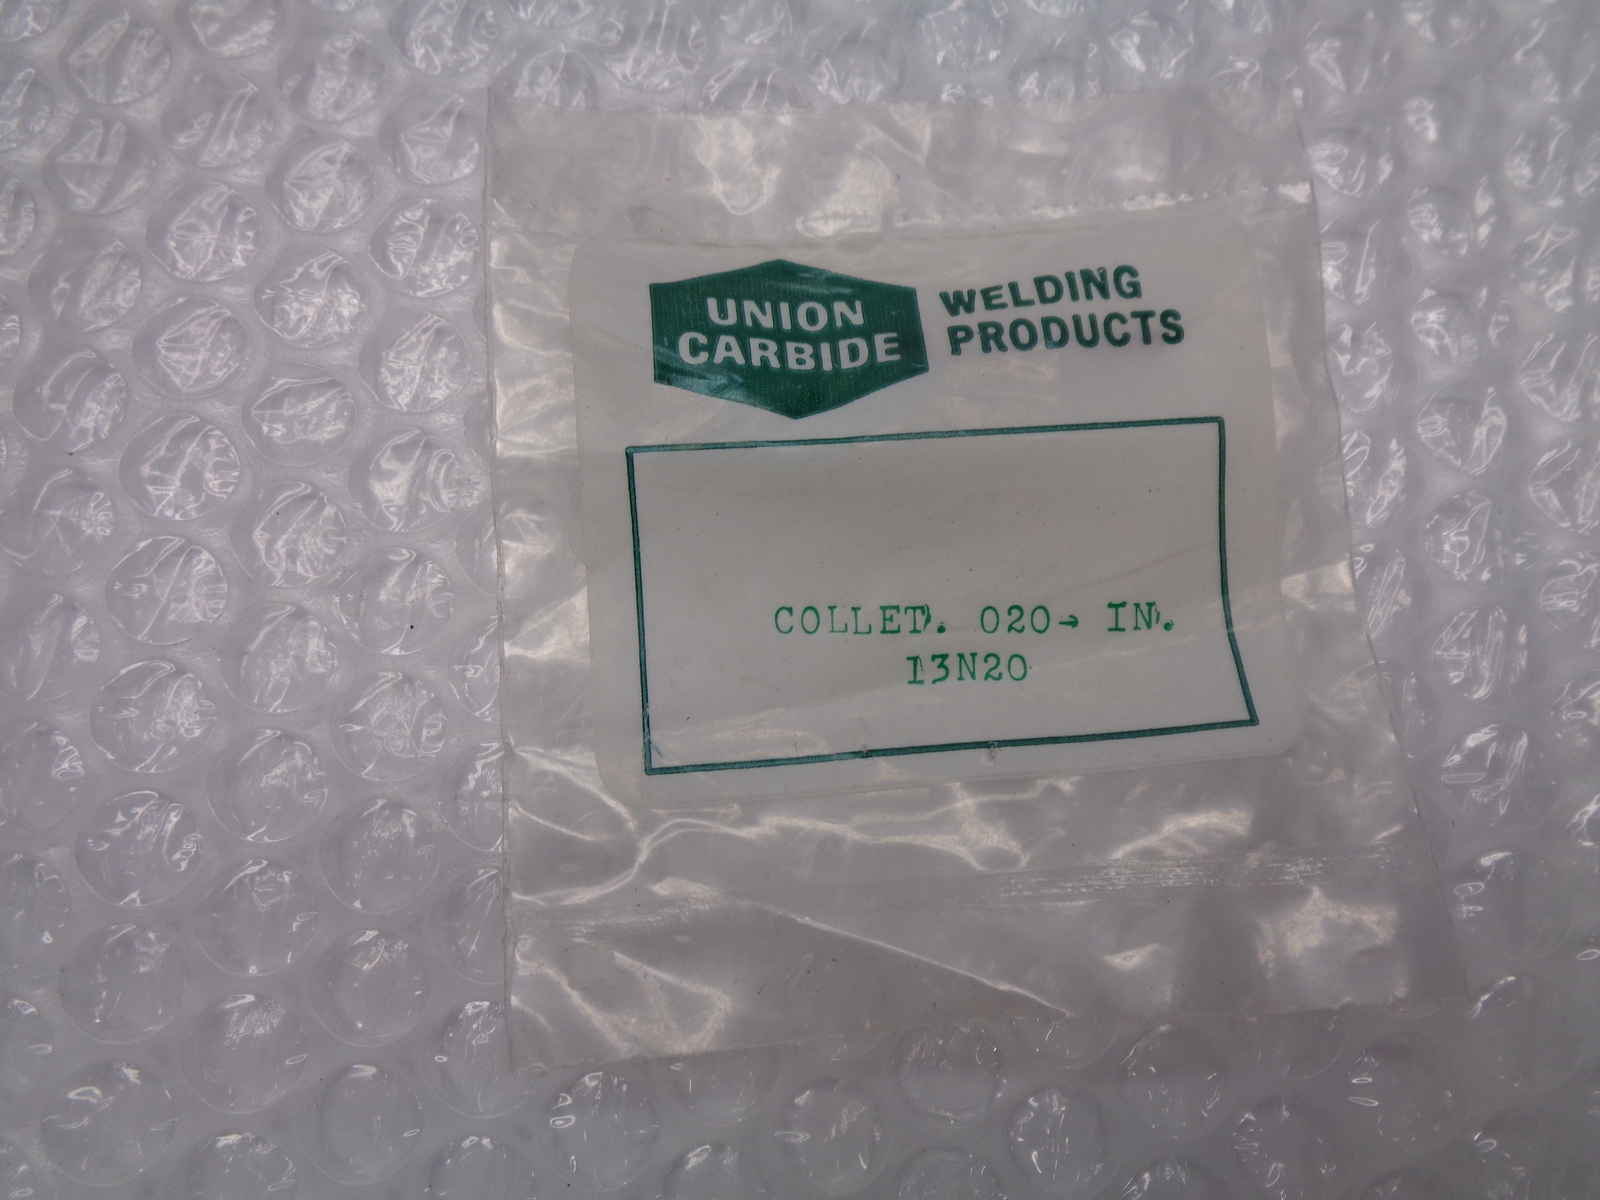 UNION
CARBIDE
WELDING
PRODUCTS
COLLET. 020- IN.
13N20